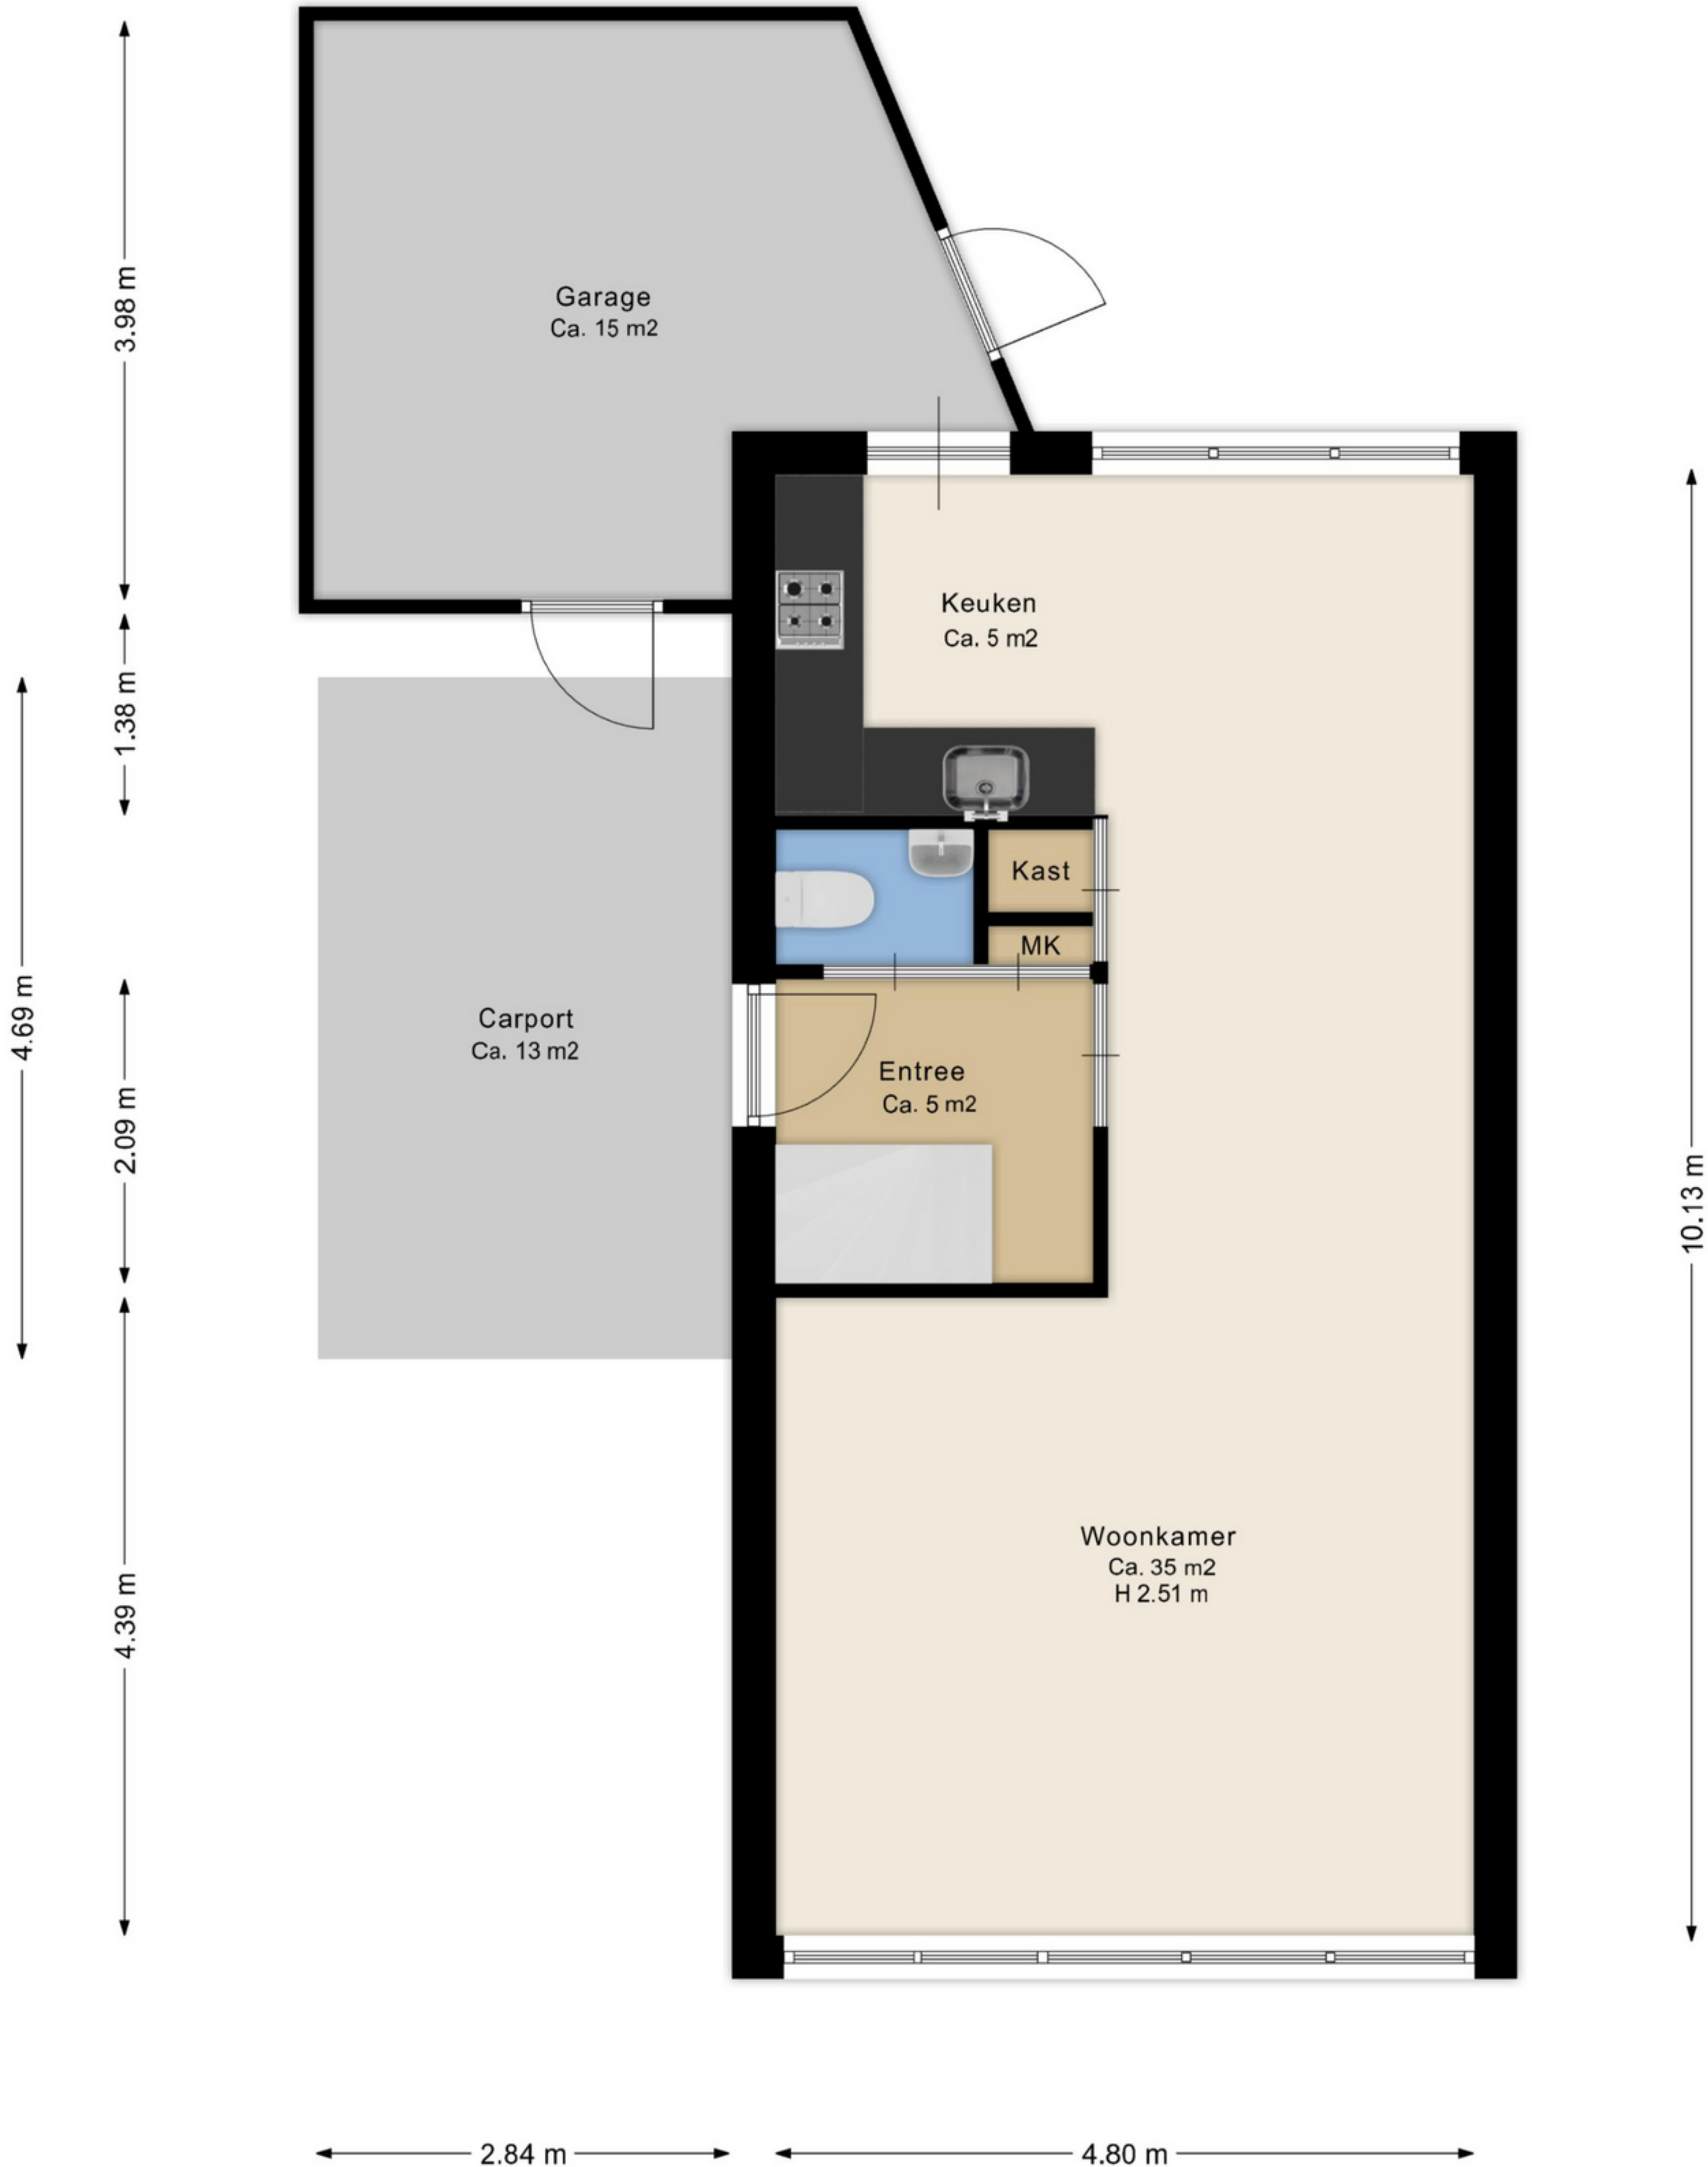 Garage
Ca. 15 m2
3.98 m
Keuken
Ca. 5 m2
1.38 m
Kast
MK
Carport
Ca. 13 m2
4.69 m
Entree
Ca. 5 m2
2.09 m
10.13 m
Woonkamer
Ca. 35 m2
H 2.51 m
4.39 m
2.84 m
4.80 m